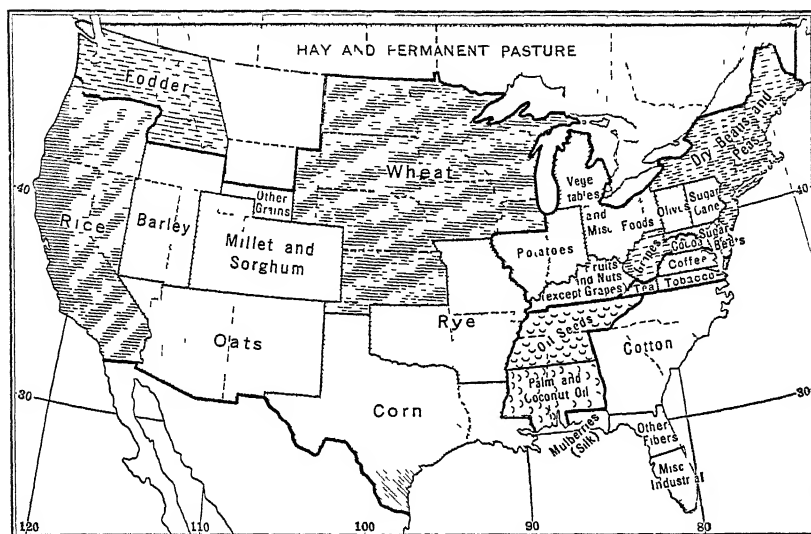 HAY AND PERMANENT PASTURE
Fodder
Wheat
Dry Beans and
Peas
40
40
Other
Grains
Vege
tables
and
Misc Foods
Olives
Sugar
Cane
Rice
Barley
Millet and
Sorghum
Potatoes
Grapes
Cocoa
Sugar
Beets
Coffee
Fruits
and Nuts
(except Grapes)
Tea
Tobacco
Rye
Oats
Oil Seeds
Cotton
Corn
Palm and
Coconut Oil
30
30
Mulberries
(Silk)
Other
Fibers
Misc
Industrial
120
110
100
90
80